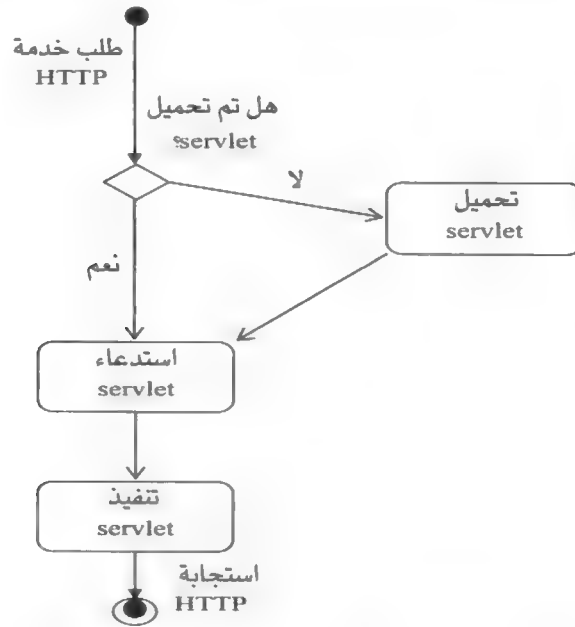 طلب خدمة
HTTP
هل تم تحميل
servlet؟
لا
تحميل
servlet
نعم
استدعاء
servlet
تنفيذ
servlet
استجابة
HTTP